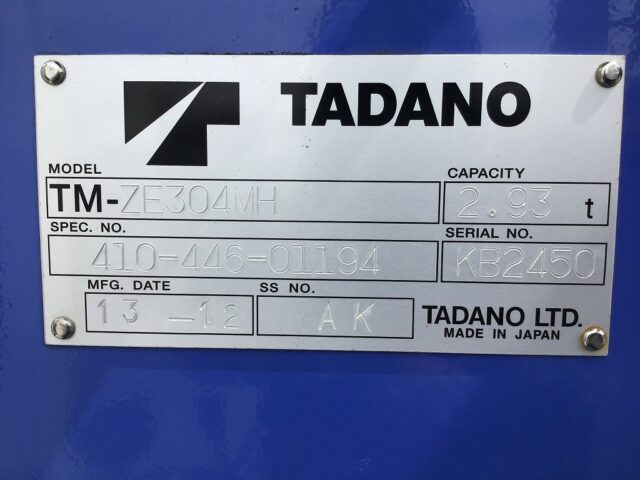 TADANO
MODEL
TM-ZE304MH
CAPACITY
2.93 t
SPEC. NO.
410-446-01194
SERIAL NO.
KB2450
MFG. DATE
13 -12
SS NO.
AK
TADANO LTD.
MADE IN JAPAN